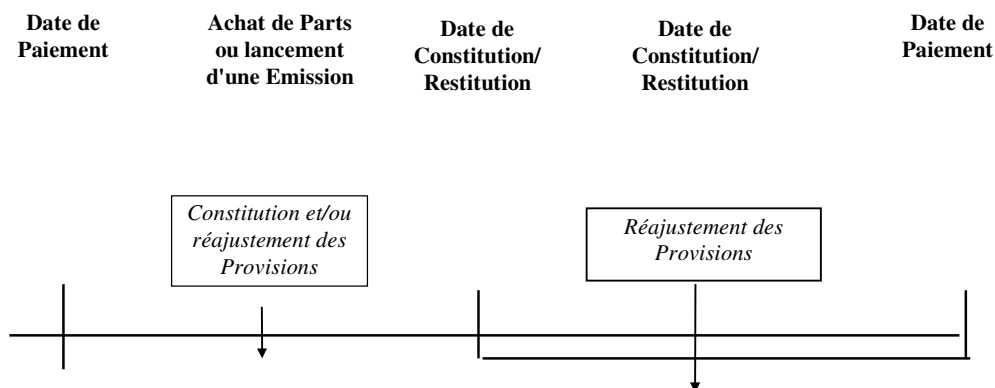 Date de
Paiement
Achat de Parts
ou lancement
d'une Emission
Date de
Constitution/
Restitution
Date de
Constitution/
Restitution
Date de
Paiement
Constitution et/ou
réajustement des
Provisions
Réajustement des
Provisions